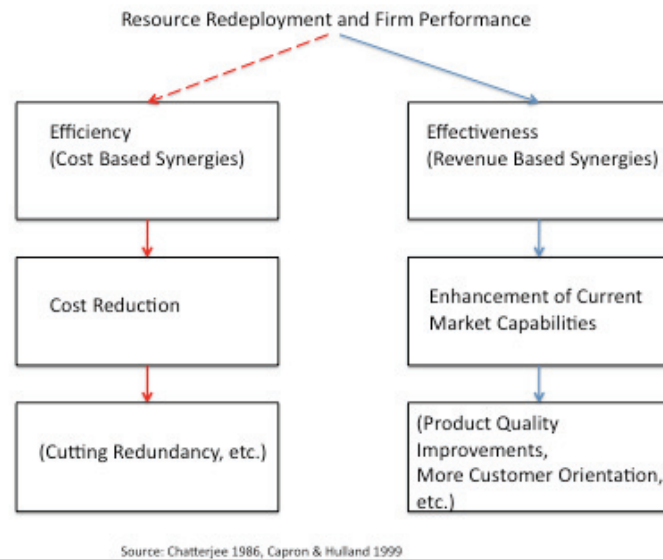 Resource Redeployment and Firm Performance
Efficiency
(Cost Based Synergies)
Effectiveness
(Revenue Based Synergies)
Cost Reduction
Enhancement of Current
Market Capabilities
(Cutting Redundancy, etc.)
(Product Quality
Improvements,
More Customer Orientation,
etc.)
Source: Chatterjee 1986, Capron & Hulland 1999